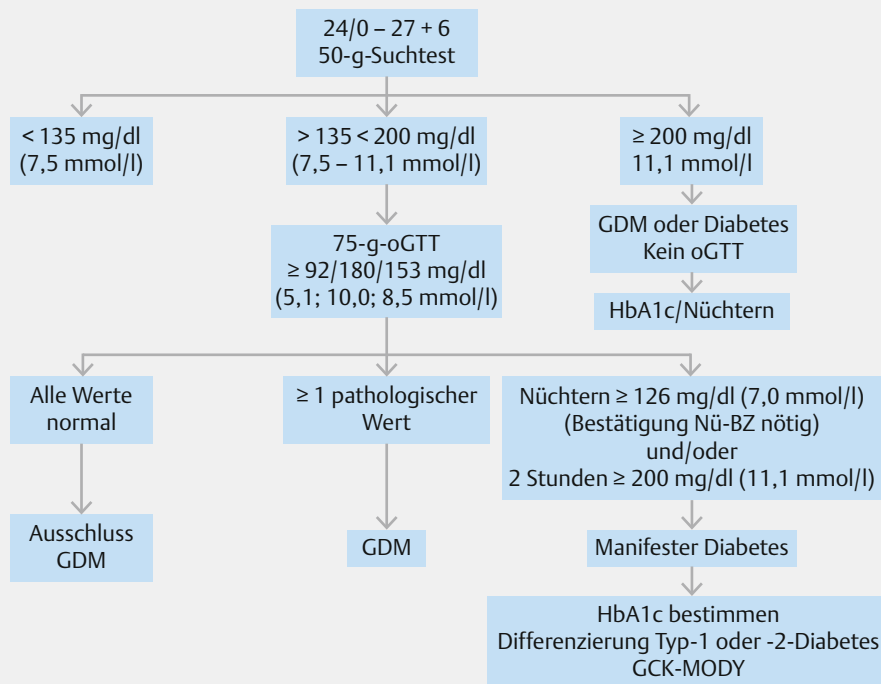 24/0 – 27 + 6
50-g-Suchtest
< 135 mg/dl
(7,5 mmol/l)
> 135 < 200 mg/dl
(7,5 – 11,1 mmol/l)
≥ 200 mg/dl
11,1 mmol/l
75-g-oGTT
≥ 92/180/153 mg/dl
(5,1; 10,0; 8,5 mmol/l)
GDM oder Diabetes
Kein oGTT
HbA1c/Nüchtern
Alle Werte
normal
≥ 1 pathologischer
Wert
Nüchtern ≥ 126 mg/dl (7,0 mmol/l)
(Bestätigung Nü-BZ nötig)
und/oder
2 Stunden ≥ 200 mg/dl (11,1 mmol/l)
Ausschluss
GDM
GDM
Manifester Diabetes
HbA1c bestimmen
Differenzierung Typ-1 oder -2-Diabetes
GCK-MODY